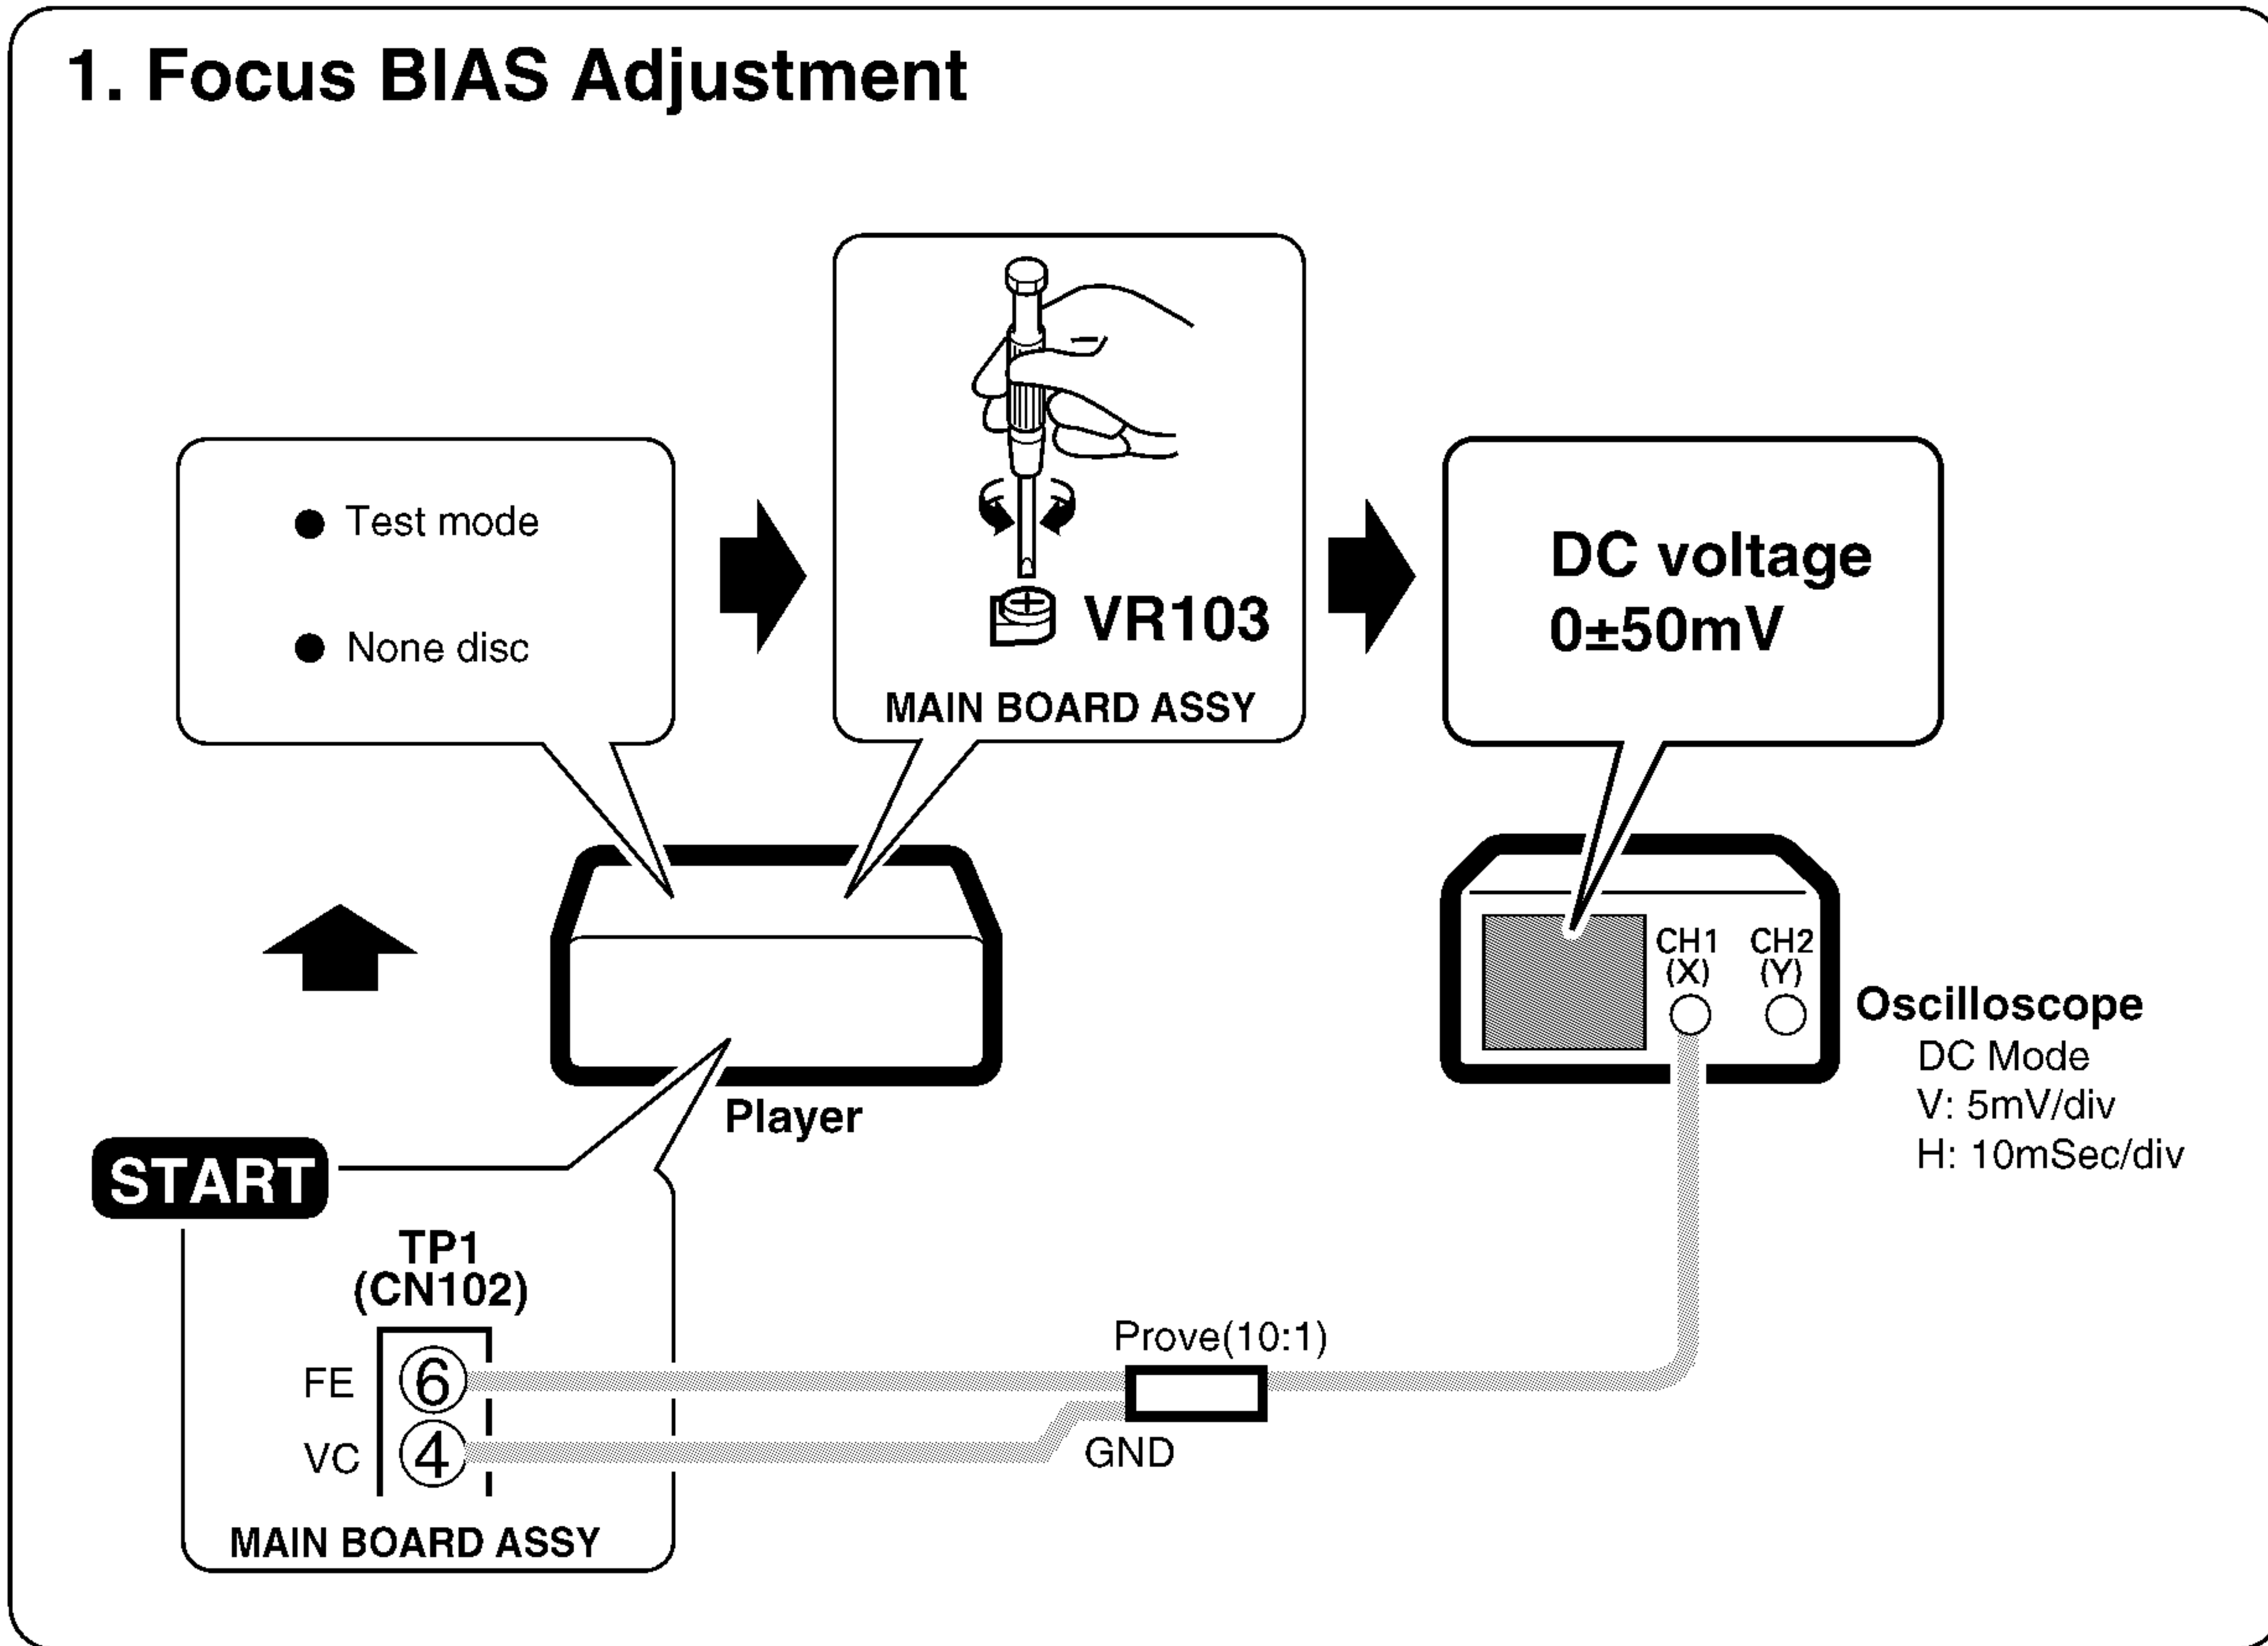 1. Focus BIAS Adjustment
Test mode
None disc
VR103
MAIN BOARD ASSY
DC voltage
0±50mV
CH1
(X)
CH2
(Y)
Oscilloscope
DC Mode
V: 5mV/div
H: 10mSec/div
Player
START
TP1
(CN102)
FE
6
VC
4
MAIN BOARD ASSY
Prove(10:1)
GND